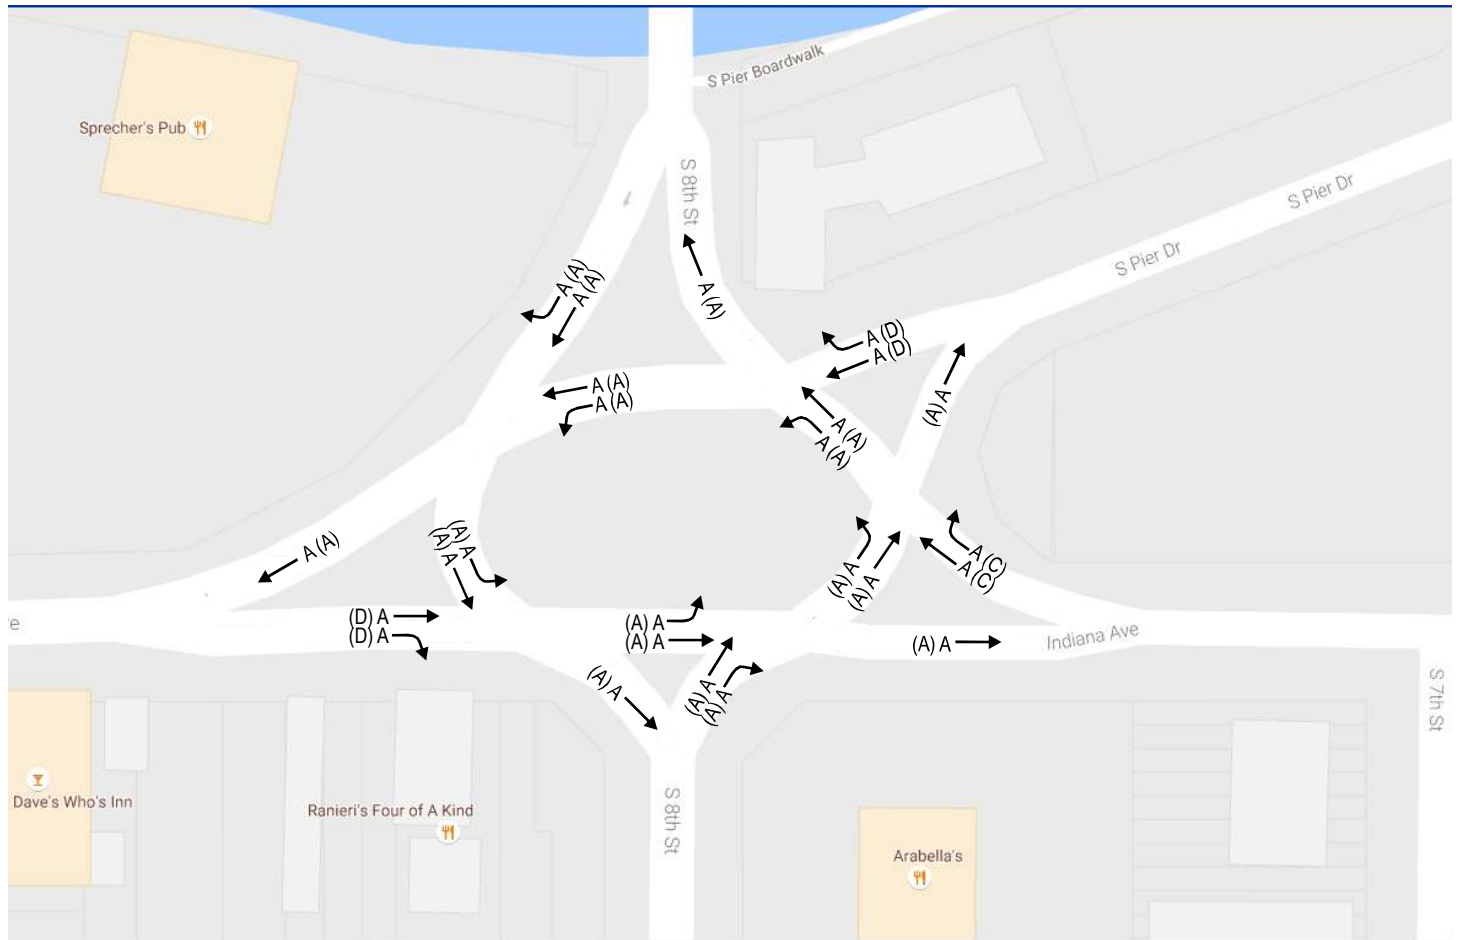 S Pier Boardwalk
Sprecher's Pub
S 8th St
S Pier Dr
S Pier Dr
A (A)
A (A)
A (A)
A (D)
A (D)
A (A)
A (A)
(A) A
A (A)
A (A)
A (A)
(A) A
(A) A
(A) A
(A) A
A (C)
A (C)
(D) A
(D) A
(A) A
(A) A
(A) A
Indiana Ave
e
(A) A
(A) A
(A) A
S 7th St
Dave's Who's Inn
Ranieri's Four of A Kind
S 8th St
Arabella's